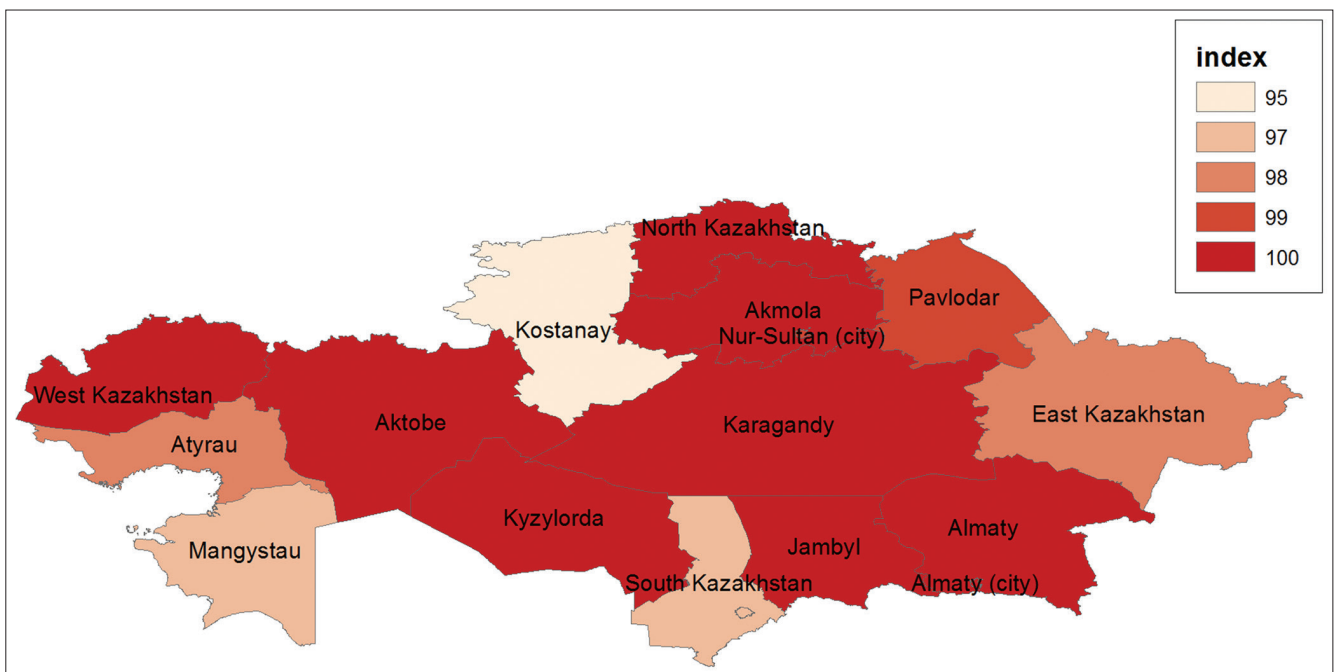 index
95
97
98
99
100
North Kazakhstan
Pavlodar
Akmola
Nur-Sultan (city)
Kostanay
West Kazakhstan
Aktobe
Karagandy
East Kazakhstan
Atyrau
Kyzylorda
Almaty
Mangystau
Jambyl
South Kazakhstan
Almaty (city)